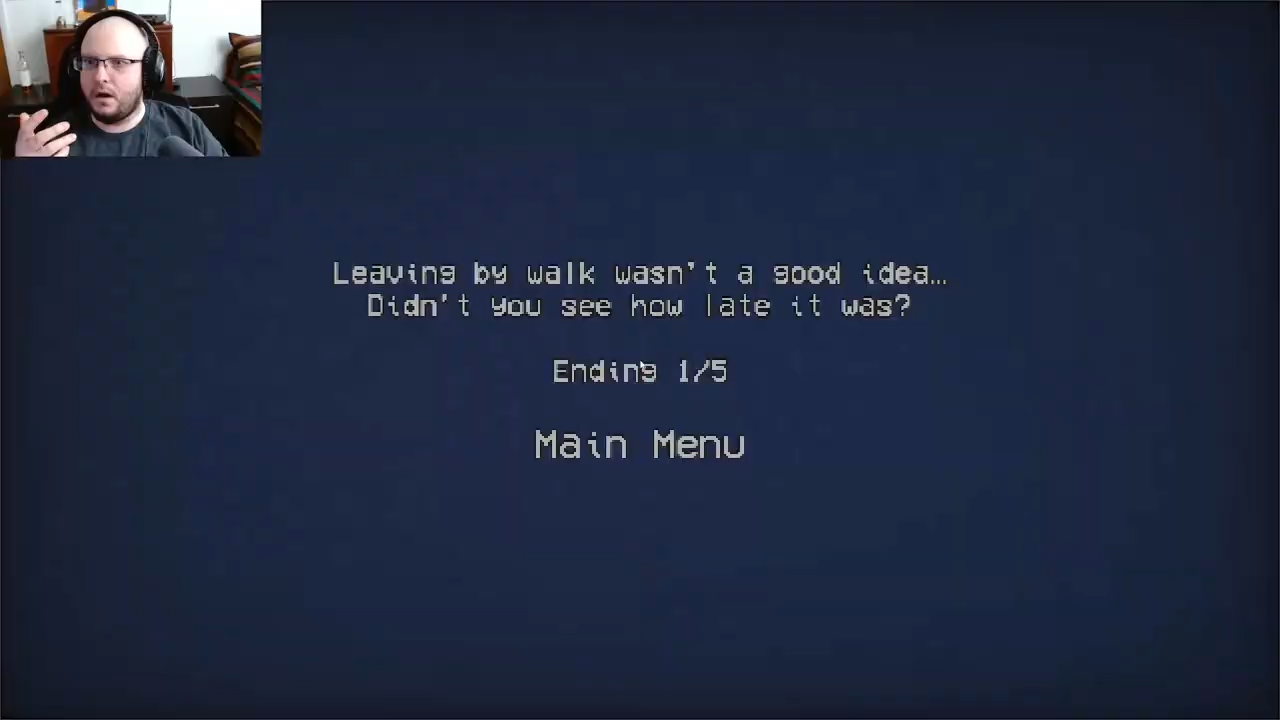 Leaving by walk wasn't a good idea…
Didn't you see how late it was?
Ending 1/5
Main Menu